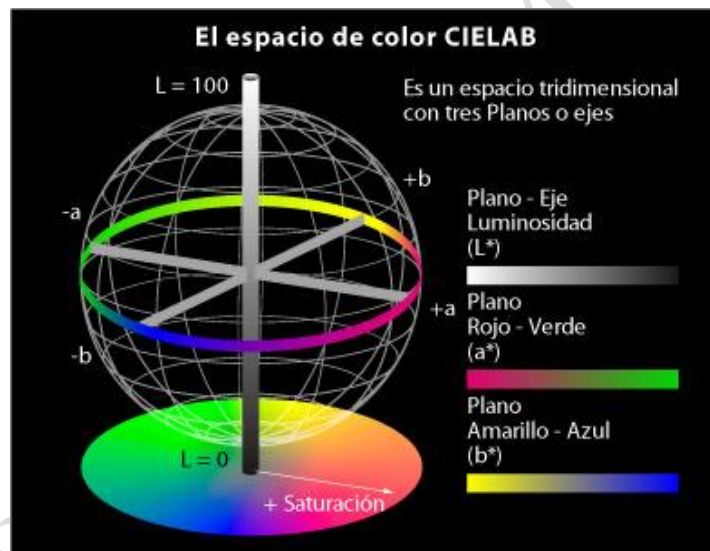 El espacio de color CIELAB
L = 100
Es un espacio tridimensional
con tres Planos o ejes
+b
-a
Plano - Eje
Luminosidad
(L*)
+a
Plano
Rojo - Verde
(a*)
-b
Plano
Amarillo - Azul
(b*)
L = 0
+ Saturación